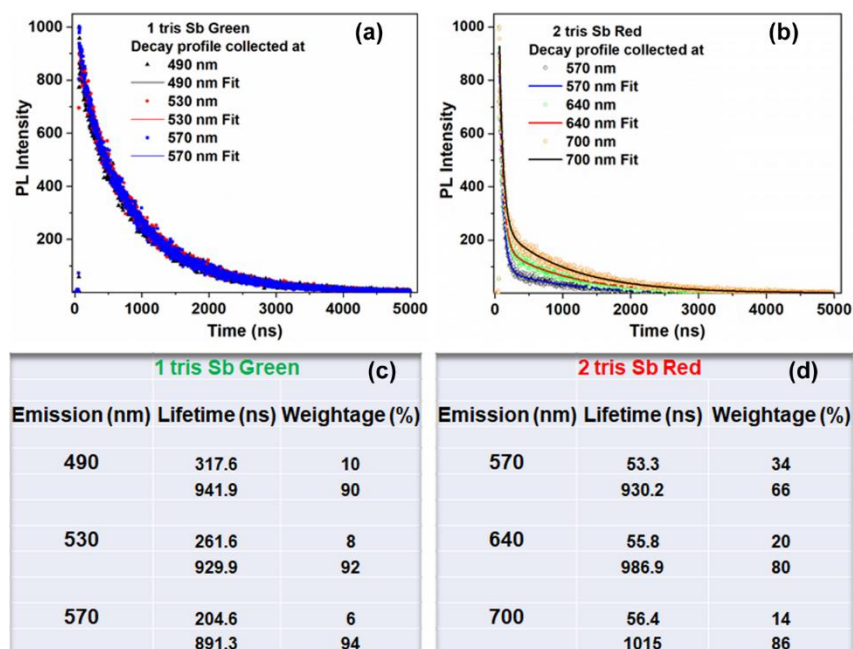 1 tris Sb Green
(a)
Decay profile collected at
490 nm
490 nm Fit
530 nm
530 nm Fit
570 nm
570 nm Fit
PL Intensity
1000
800
600
400
200
0
1000
2000
3000
4000
5000
Time (ns)
2 tris Sb Red
(b)
Decay profile collected at
570 nm
570 nm Fit
640 nm
640 nm Fit
700 nm
700 nm Fit
PL Intensity
1000
800
600
400
200
0
1000
2000
3000
4000
5000
Time (ns)
1 tris Sb Green (c)
Emission (nm) Lifetime (ns) Weightage (%)
490 317.6 10
941.9 90
530 261.6 8
929.9 92
570 204.6 6
891.3 94
2 tris Sb Red (d)
Emission (nm) Lifetime (ns) Weightage (%)
570 53.3 34
930.2 66
640 55.8 20
986.9 80
700 56.4 14
1015 86